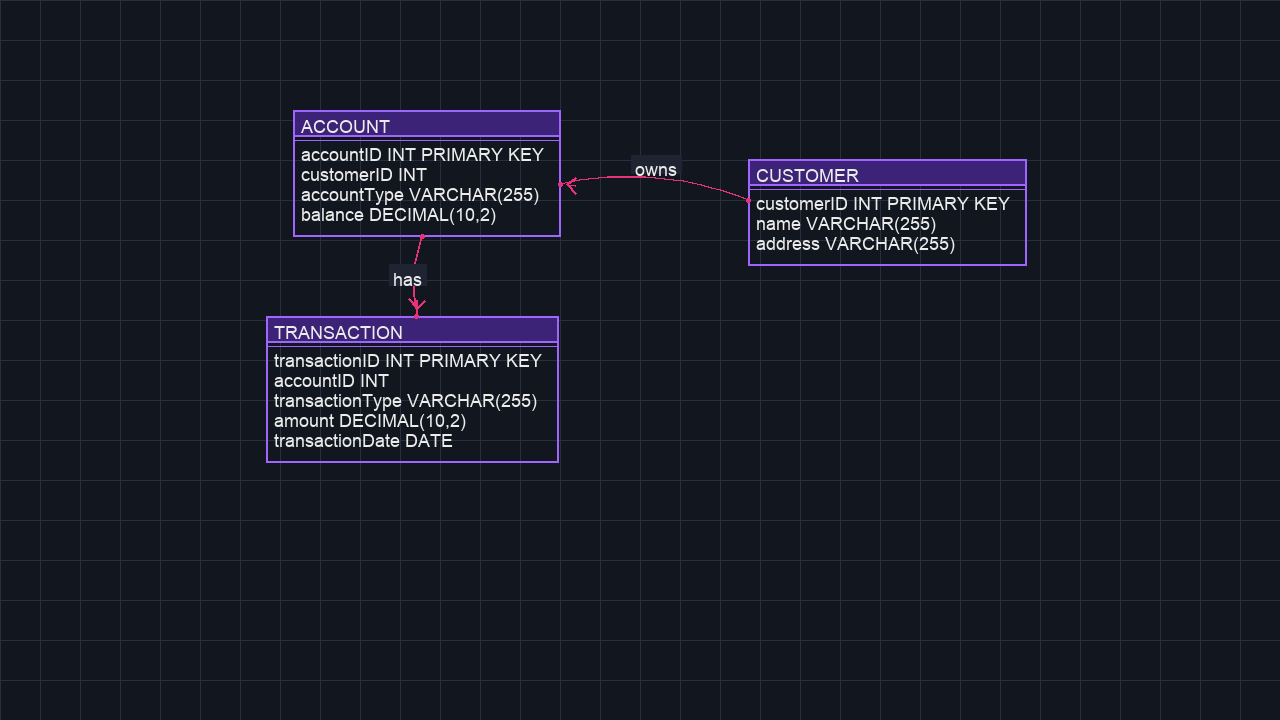 ACCOUNT
accountID INT PRIMARY KEY
customerID INT
accountType VARCHAR(255)
balance DECIMAL(10,2)
owns
CUSTOMER
customerID INT PRIMARY KEY
name VARCHAR(255)
address VARCHAR(255)
has
TRANSACTION
transactionID INT PRIMARY KEY
accountID INT
transactionType VARCHAR(255)
amount DECIMAL(10,2)
transactionDate DATE